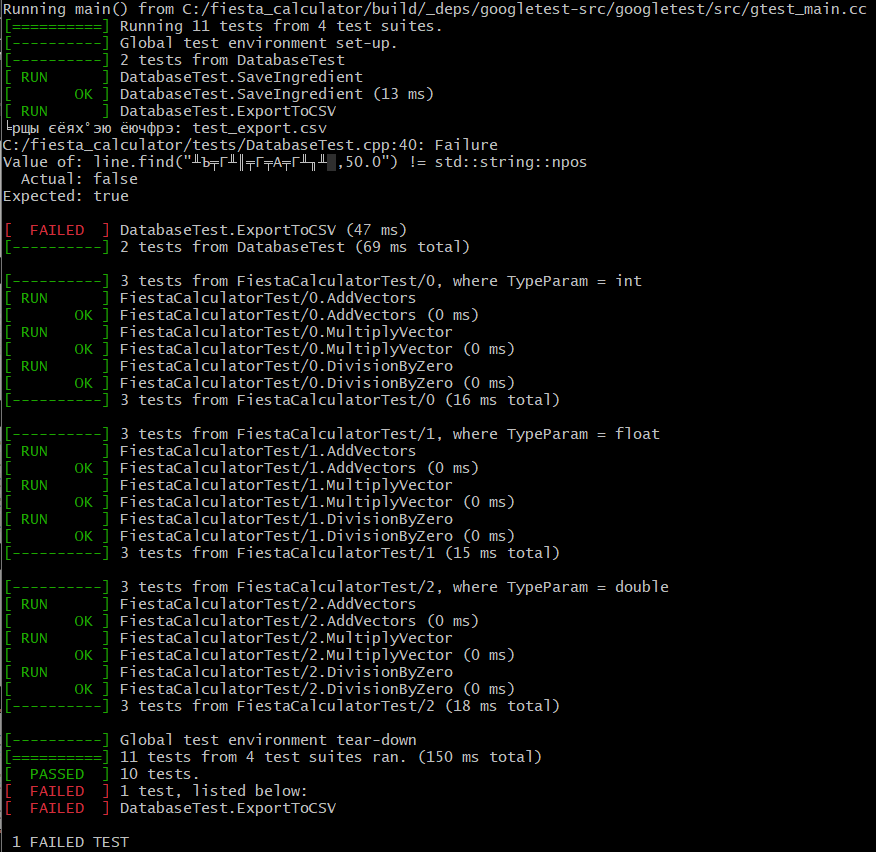 Running main() from C:/fiesta_calculator/build/_deps/googletest-src/googletest/src/gtest_main.cc
[==========] Running 11 tests from 4 test suites.
[----------] Global test environment set-up.
[----------] 2 tests from DatabaseTest
[ RUN      ] DatabaseTest.SaveIngredient
[       OK ] DatabaseTest.SaveIngredient (13 ms)
[ RUN      ] DatabaseTest.ExportToCSV
╘рщы єёях°эю ёючфрэ: test_export.csv
C:/fiesta_calculator/tests/DatabaseTest.cpp:40: Failure
Value of: line.find("╨Ъ╤Г╨║╤Г╤А╤Г╨╖╨,50.0") != std::string::npos
  Actual: false
Expected: true

[  FAILED  ] DatabaseTest.ExportToCSV (47 ms)
[----------] 2 tests from DatabaseTest (69 ms total)

[----------] 3 tests from FiestaCalculatorTest/0, where TypeParam = int
[ RUN      ] FiestaCalculatorTest/0.AddVectors
[       OK ] FiestaCalculatorTest/0.AddVectors (0 ms)
[ RUN      ] FiestaCalculatorTest/0.MultiplyVector
[       OK ] FiestaCalculatorTest/0.MultiplyVector (0 ms)
[ RUN      ] FiestaCalculatorTest/0.DivisionByZero
[       OK ] FiestaCalculatorTest/0.DivisionByZero (0 ms)
[----------] 3 tests from FiestaCalculatorTest/0 (16 ms total)

[----------] 3 tests from FiestaCalculatorTest/1, where TypeParam = float
[ RUN      ] FiestaCalculatorTest/1.AddVectors
[       OK ] FiestaCalculatorTest/1.AddVectors (0 ms)
[ RUN      ] FiestaCalculatorTest/1.MultiplyVector
[       OK ] FiestaCalculatorTest/1.MultiplyVector (0 ms)
[ RUN      ] FiestaCalculatorTest/1.DivisionByZero
[       OK ] FiestaCalculatorTest/1.DivisionByZero (0 ms)
[----------] 3 tests from FiestaCalculatorTest/1 (15 ms total)

[----------] 3 tests from FiestaCalculatorTest/2, where TypeParam = double
[ RUN      ] FiestaCalculatorTest/2.AddVectors
[       OK ] FiestaCalculatorTest/2.AddVectors (0 ms)
[ RUN      ] FiestaCalculatorTest/2.MultiplyVector
[       OK ] FiestaCalculatorTest/2.MultiplyVector (0 ms)
[ RUN      ] FiestaCalculatorTest/2.DivisionByZero
[       OK ] FiestaCalculatorTest/2.DivisionByZero (0 ms)
[----------] 3 tests from FiestaCalculatorTest/2 (18 ms total)

[----------] Global test environment tear-down
[==========] 11 tests from 4 test suites ran. (150 ms total)
[  PASSED  ] 10 tests.
[  FAILED  ] 1 test, listed below:
[  FAILED  ] DatabaseTest.ExportToCSV

 1 FAILED TEST